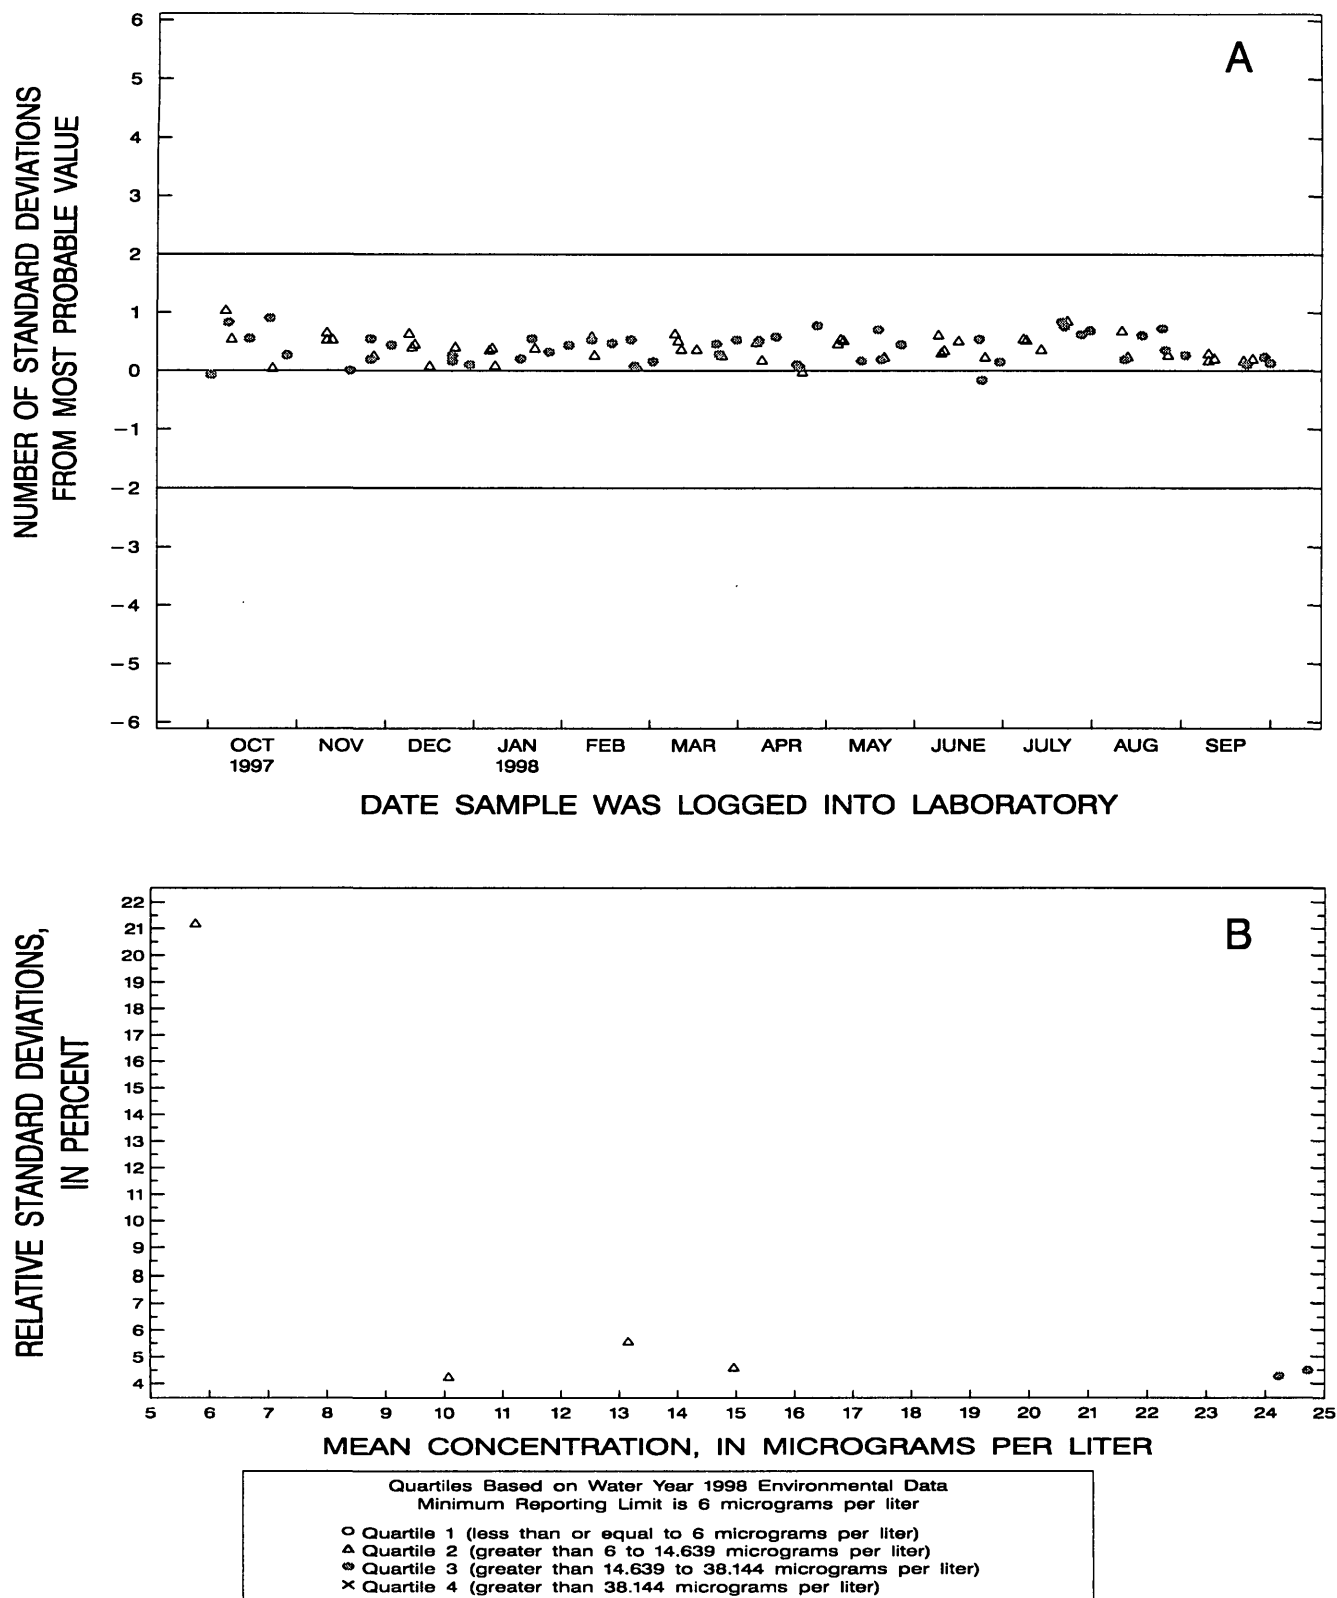 A
NUMBER OF STANDARD DEVIATIONS
FROM MOST PROBABLE VALUE
6
5
4
3
2
1
0
−1
−2
−3
−4
−5
−6
OCT NOV DEC JAN FEB MAR APR MAY JUNE JULY AUG SEP
1997 1998
DATE SAMPLE WAS LOGGED INTO LABORATORY
B
RELATIVE STANDARD DEVIATIONS,
IN PERCENT
22
21
20
19
18
17
16
15
14
13
12
11
10
9
8
7
6
5
4
5 6 7 8 9 10 11 12 13 14 15 16 17 18 19 20 21 22 23 24 25
MEAN CONCENTRATION, IN MICROGRAMS PER LITER
Quartiles Based on Water Year 1998 Environmental Data
Minimum Reporting Limit is 6 micrograms per liter
Quartile 1 (less than or equal to 6 micrograms per liter)
Quartile 2 (greater than 6 to 14.639 micrograms per liter)
Quartile 3 (greater than 14.639 to 38.144 micrograms per liter)
Quartile 4 (greater than 38.144 micrograms per liter)